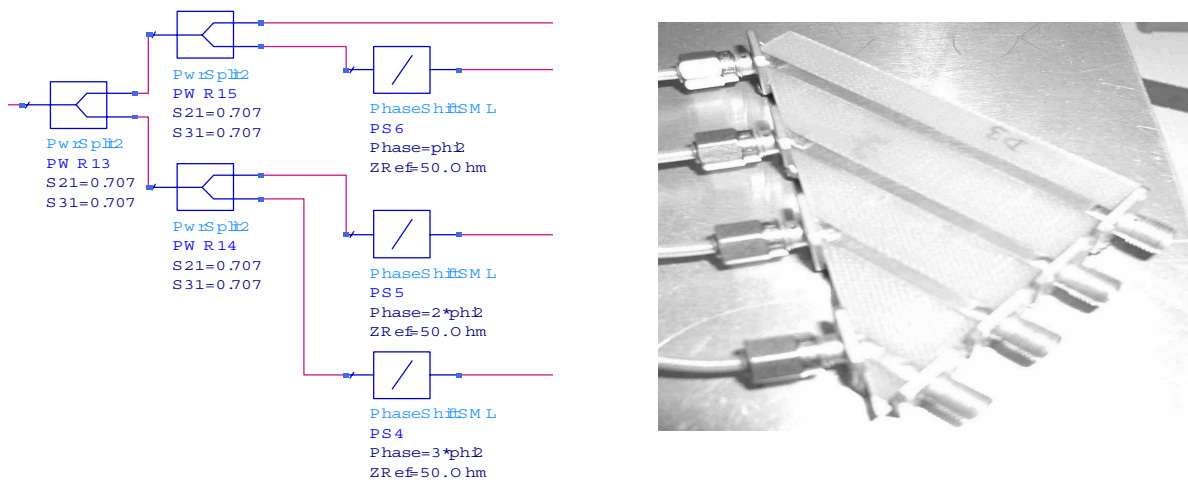 PwrSplit2
PWR15
S21=0.707
S31=0.707
PwrSplit2
PWR13
S21=0.707
S31=0.707
PhaseShiftSML
PS6
Phase=phi2
ZRef=50.Ohm
PwrSplit2
PWR14
S21=0.707
S31=0.707
PhaseShiftSML
PS5
Phase=2*phi2
ZRef=50.Ohm
PhaseShiftSML
PS4
Phase=3*phi2
ZRef=50.Ohm